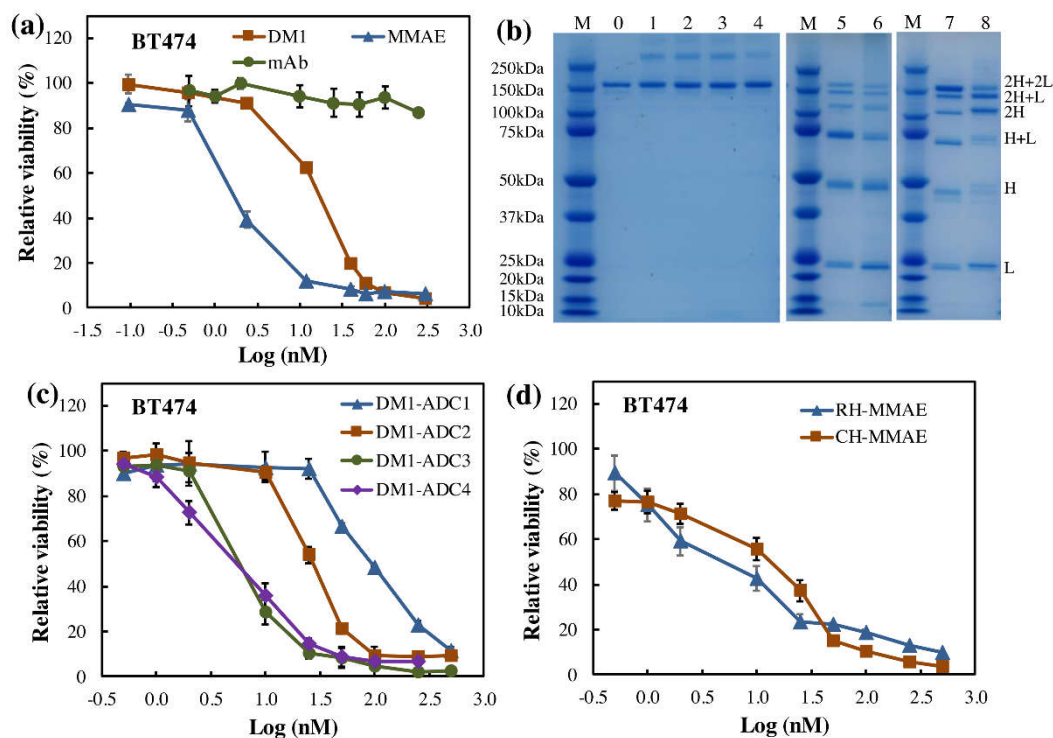 (a)
BT474
DM1
MMAE
mAb
Relative viability (%)
120
100
80
60
40
20
0
-1.5 -1.0 -0.5 0.0 0.5 1.0 1.5 2.0 2.5 3.0
Log (nM)
(b)
M 0 1 2 3 4
250kDa
150kDa
100kDa
75kDa
50kDa
37kDa
25kDa
20kDa
15kDa
10kDa
M 5 6
M 7 8
2H+2L
2H+L
2H
H+L
H
L
(c)
BT474
DM1-ADC1
DM1-ADC2
DM1-ADC3
DM1-ADC4
Relative viability (%)
120
100
80
60
40
20
0
-0.5 0.0 0.5 1.0 1.5 2.0 2.5 3.0
Log (nM)
(d)
BT474
RH-MMAE
CH-MMAE
Relative viability (%)
120
100
80
60
40
20
0
-0.5 0.0 0.5 1.0 1.5 2.0 2.5 3.0
Log (nM)